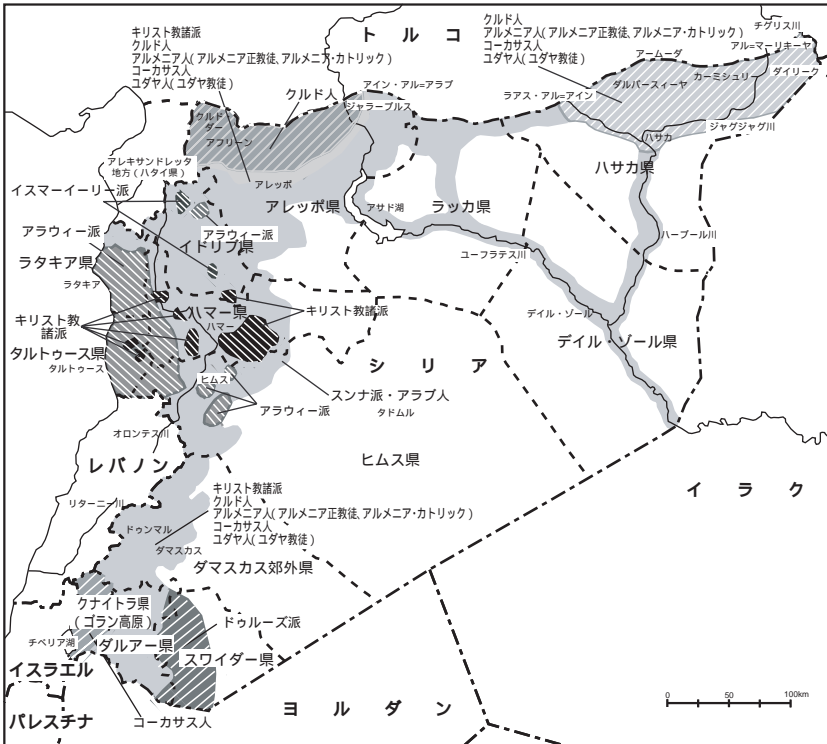 キリスト教諸派
クルド人
アルメニア人(アルメニア正教徒、アルメニア・カトリック)
コーカサス人
ユダヤ人(ユダヤ教徒)
トルコ
クルド人
アルメニア人(アルメニア正教徒、アルメニア・カトリック)
コーカサス人
ユダヤ人(ユダヤ教徒)
チグリス川
アル=マーリキーヤ
アームーダ
ダイリーク
カーミシュリー
ダルバースィーヤ
アイン・アル=アラブ
クルド人
ジャラーブルス
ラアス・アル=アイン
クルド・
ダー
アフリーン
ジャグジャグ川
ハサカ
アレキサンドレッタ
地方(ハタイ県)
ハサカ県
イスマーイーリー派
アレッポ
アレッポ県
アサド湖
ラッカ県
アラウィー派
アラウィー派
イドリブ県
ハーブール川
ラタキア県
ユーフラテス川
ラタキア
キリスト教
諸派
ハマー県
ハマー
キリスト教諸派
デイル・ゾール
デイル・ゾール県
タルトゥース県
タルトゥース
シリア
ヒムス
スンナ派・アラブ人
アラウィー派
タドムル
オロンテス川
レバノン
ヒムス県
イラク
リターニー川
キリスト教諸派
クルド人
アルメニア人(アルメニア正教徒、アルメニア・カトリック)
コーカサス人
ユダヤ人(ユダヤ教徒)
ドゥンマル
ダマスカス
ダマスカス郊外県
クナイトラ県
(ゴラン高原)
ドゥルーズ派
チベリア湖
ダルアー県
スワイダー県
イスラエル
パレスチナ
コーカサス人
ヨルダン
0 50 100km